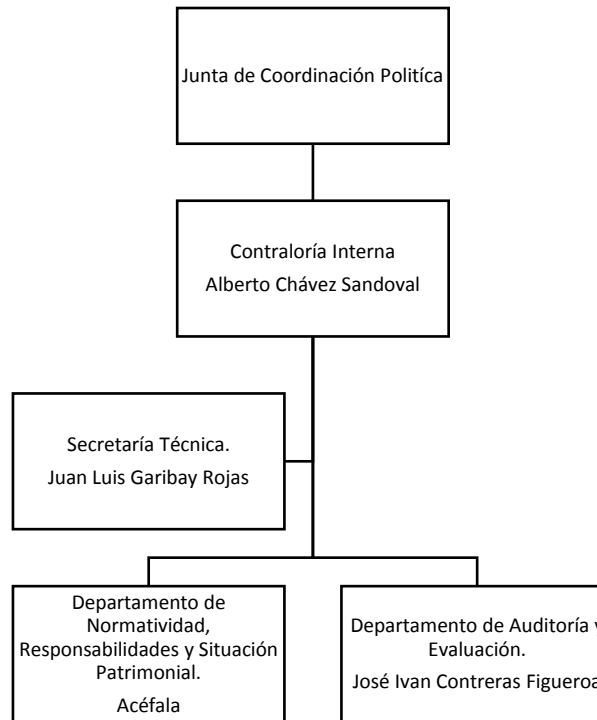 Junta de Coordinación Politíca
Contraloría Interna
Alberto Chávez Sandoval
Secretaría Técnica.
Juan Luis Garibay Rojas
Departamento de
Normatividad,
Responsabilidades y Situación
Patrimonial.
Acéfala
Departamento de Auditoría y
Evaluación.
José Ivan Contreras Figueroa